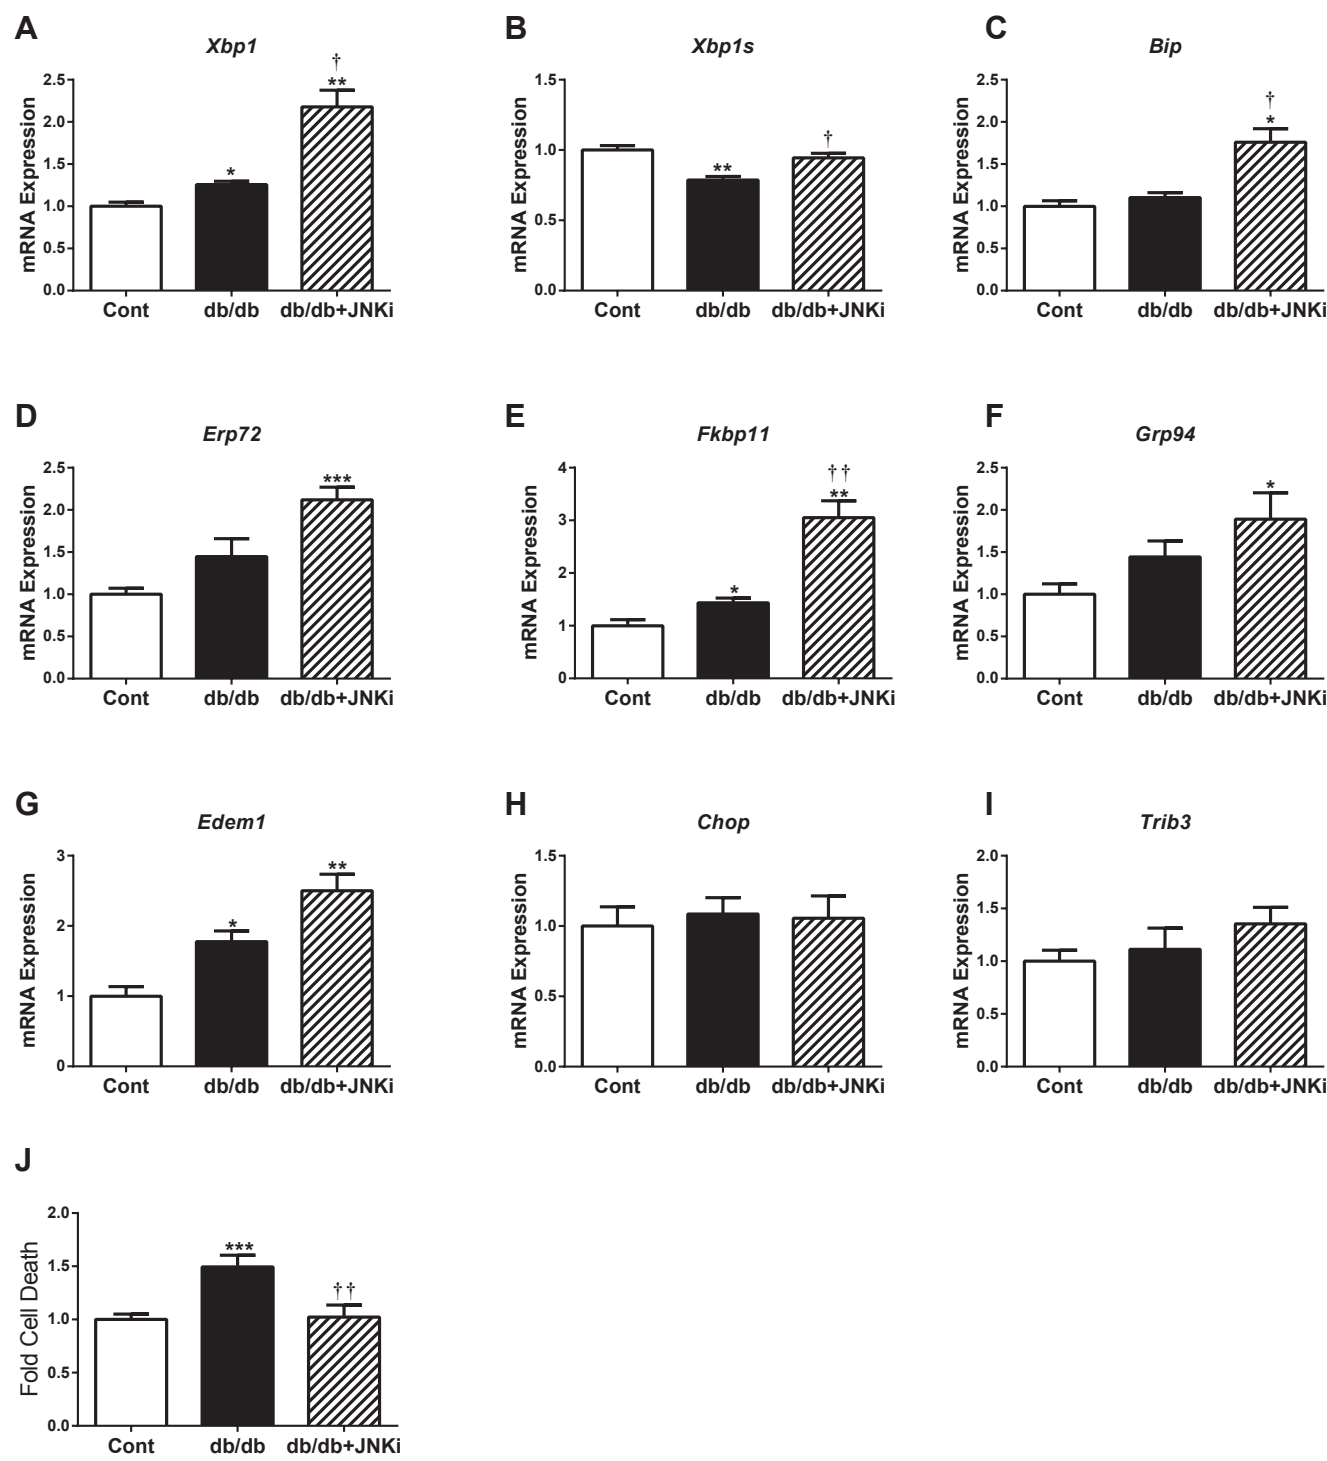 A
Xbp1
†
**
*
2.5
2.0
1.5
1.0
0.5
0.0
mRNA Expression
Cont db/db db/db+JNKi
B
Xbp1s
†
**
1.5
1.0
0.5
0.0
mRNA Expression
Cont db/db db/db+JNKi
C
Bip
†
*
2.5
2.0
1.5
1.0
0.5
0.0
mRNA Expression
Cont db/db db/db+JNKi
D
Erp72
***
2.5
2.0
1.5
1.0
0.5
0.0
mRNA Expression
Cont db/db db/db+JNKi
E
Fkbp11
††
**
*
4
3
2
1
0
mRNA Expression
Cont db/db db/db+JNKi
F
Grp94
*
2.5
2.0
1.5
1.0
0.5
0.0
mRNA Expression
Cont db/db db/db+JNKi
G
Edem1
**
*
3
2
1
0
mRNA Expression
Cont db/db db/db+JNKi
H
Chop
1.5
1.0
0.5
0.0
mRNA Expression
Cont db/db db/db+JNKi
I
Trib3
2.0
1.5
1.0
0.5
0.0
mRNA Expression
Cont db/db db/db+JNKi
J
***
††
2.0
1.5
1.0
0.5
0.0
Fold Cell Death
Cont db/db db/db+JNKi